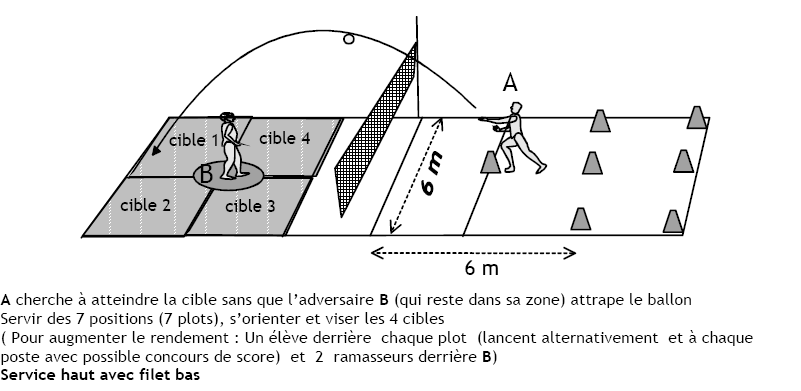 A
cible 1
cible 4
B
cible 2
cible 3
6 m
6 m
A cherche à atteindre la cible sans que l’adversaire B (qui reste dans sa zone) attrape le ballon
Servir des 7 positions (7 plots), s’orienter et viser les 4 cibles
( Pour augmenter le rendement : Un élève derrière chaque plot (lancent alternativement et à chaque
poste avec possible concours de score) et 2 ramasseurs derrière B)
Service haut avec filet bas